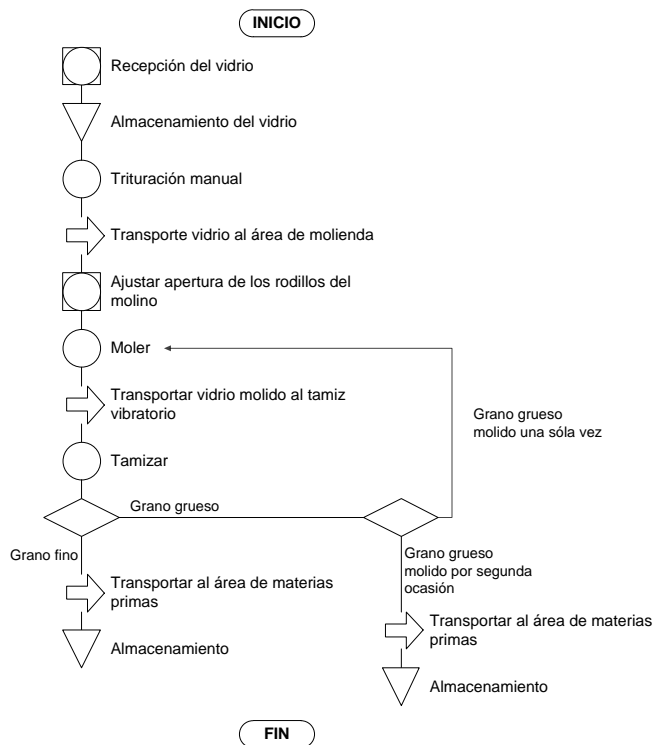 INICIO
Recepción del vidrio
Almacenamiento del vidrio
Trituración manual
Transporte vidrio al área de molienda
Ajustar apertura de los rodillos del
molino
Moler
Transportar vidrio molido al tamiz
vibratorio
Grano grueso
molido una sóla vez
Tamizar
Grano grueso
Grano fino
Grano grueso
molido por segunda
ocasión
Transportar al área de materias
primas
Transportar al área de materias
primas
Almacenamiento
Almacenamiento
FIN